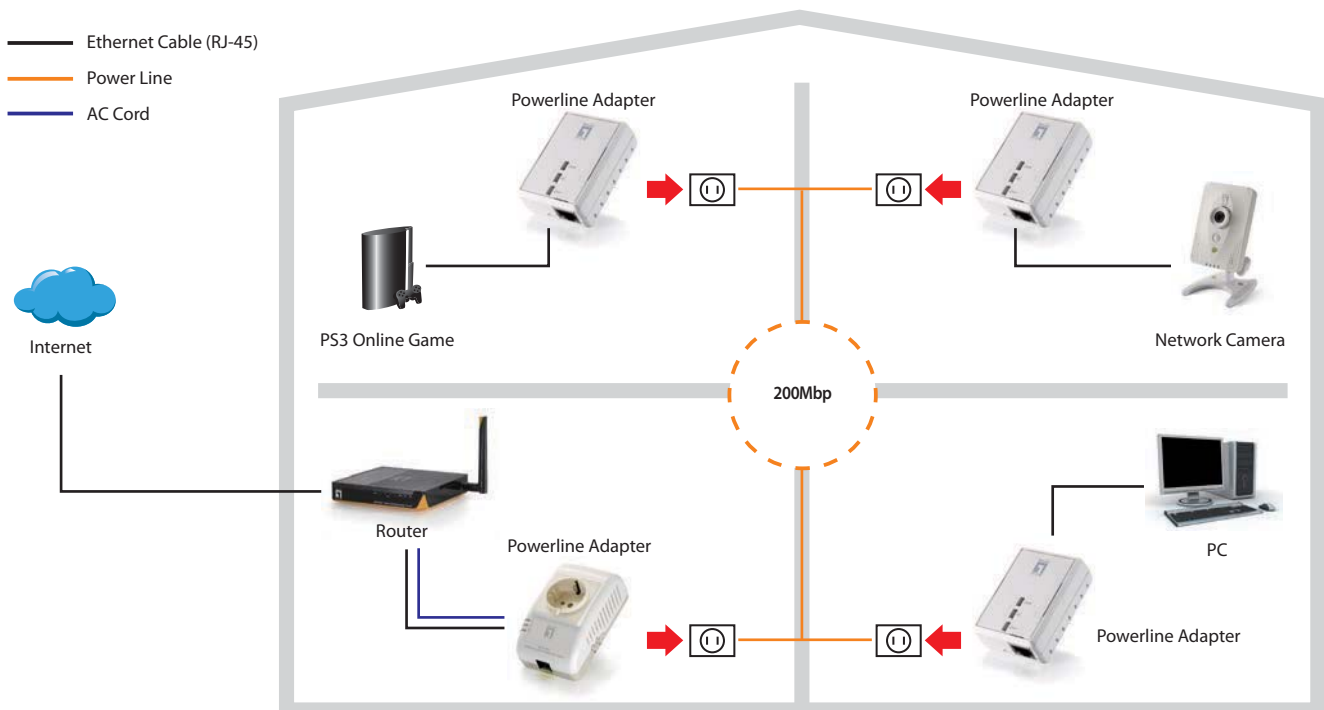 Ethernet Cable (RJ-45)
Power Line
AC Cord
Powerline Adapter
Powerline Adapter
PS3 Online Game
Network Camera
Internet
200Mbp
Router
Powerline Adapter
PC
Powerline Adapter